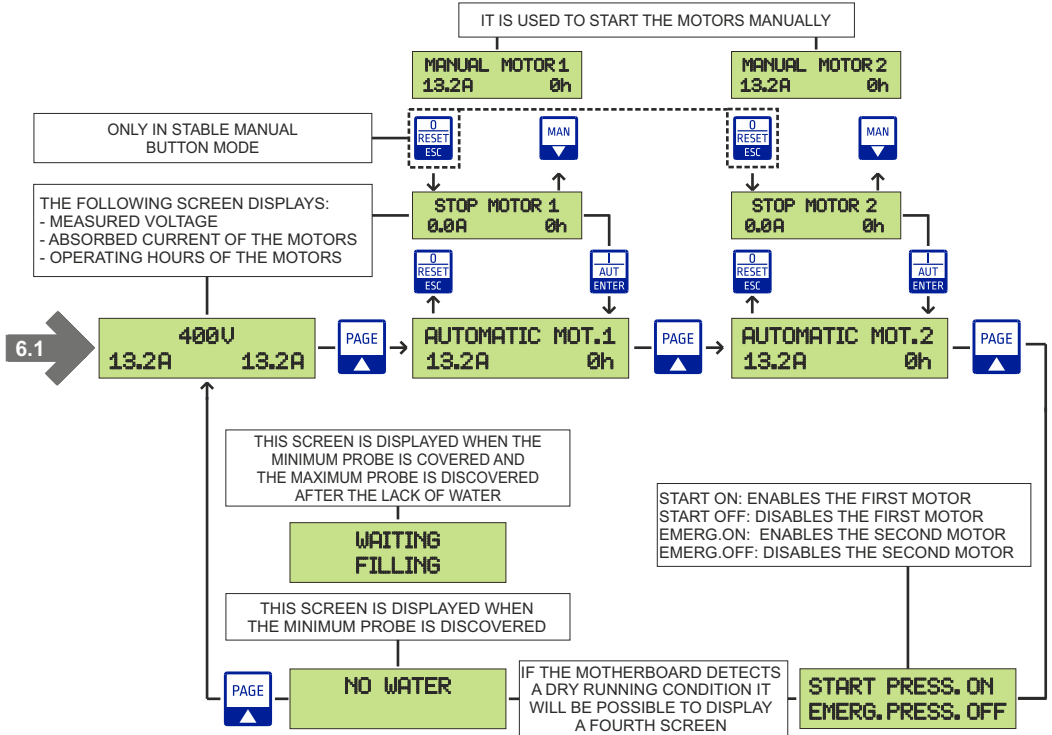 IT IS USED TO START THE MOTORS MANUALLY
MANUAL MOTOR 1
13.2A 0h
MANUAL MOTOR 2
13.2A 0h
ONLY IN STABLE MANUAL
BUTTON MODE
0
RESET
ESC
MAN
0
RESET
ESC
MAN
THE FOLLOWING SCREEN DISPLAYS:
- MEASURED VOLTAGE
- ABSORBED CURRENT OF THE MOTORS
- OPERATING HOURS OF THE MOTORS
STOP MOTOR 1
0.0A 0h
STOP MOTOR 2
0.0A 0h
0
RESET
ESC
I
AUT
ENTER
0
RESET
ESC
I
AUT
ENTER
6.1
400V
13.2A 13.2A
PAGE
AUTOMATIC MOT.1
13.2A 0h
PAGE
AUTOMATIC MOT.2
13.2A 0h
PAGE
THIS SCREEN IS DISPLAYED WHEN THE
MINIMUM PROBE IS COVERED AND
THE MAXIMUM PROBE IS DISCOVERED
AFTER THE LACK OF WATER
WAITING
FILLING
START ON: ENABLES THE FIRST MOTOR
START OFF: DISABLES THE FIRST MOTOR
EMERG.ON: ENABLES THE SECOND MOTOR
EMERG.OFF: DISABLES THE SECOND MOTOR
THIS SCREEN IS DISPLAYED WHEN
THE MINIMUM PROBE IS DISCOVERED
PAGE
NO WATER
IF THE MOTHERBOARD DETECTS
A DRY RUNNING CONDITION IT
WILL BE POSSIBLE TO DISPLAY
A FOURTH SCREEN
START PRESS. ON
EMERG. PRESS. OFF